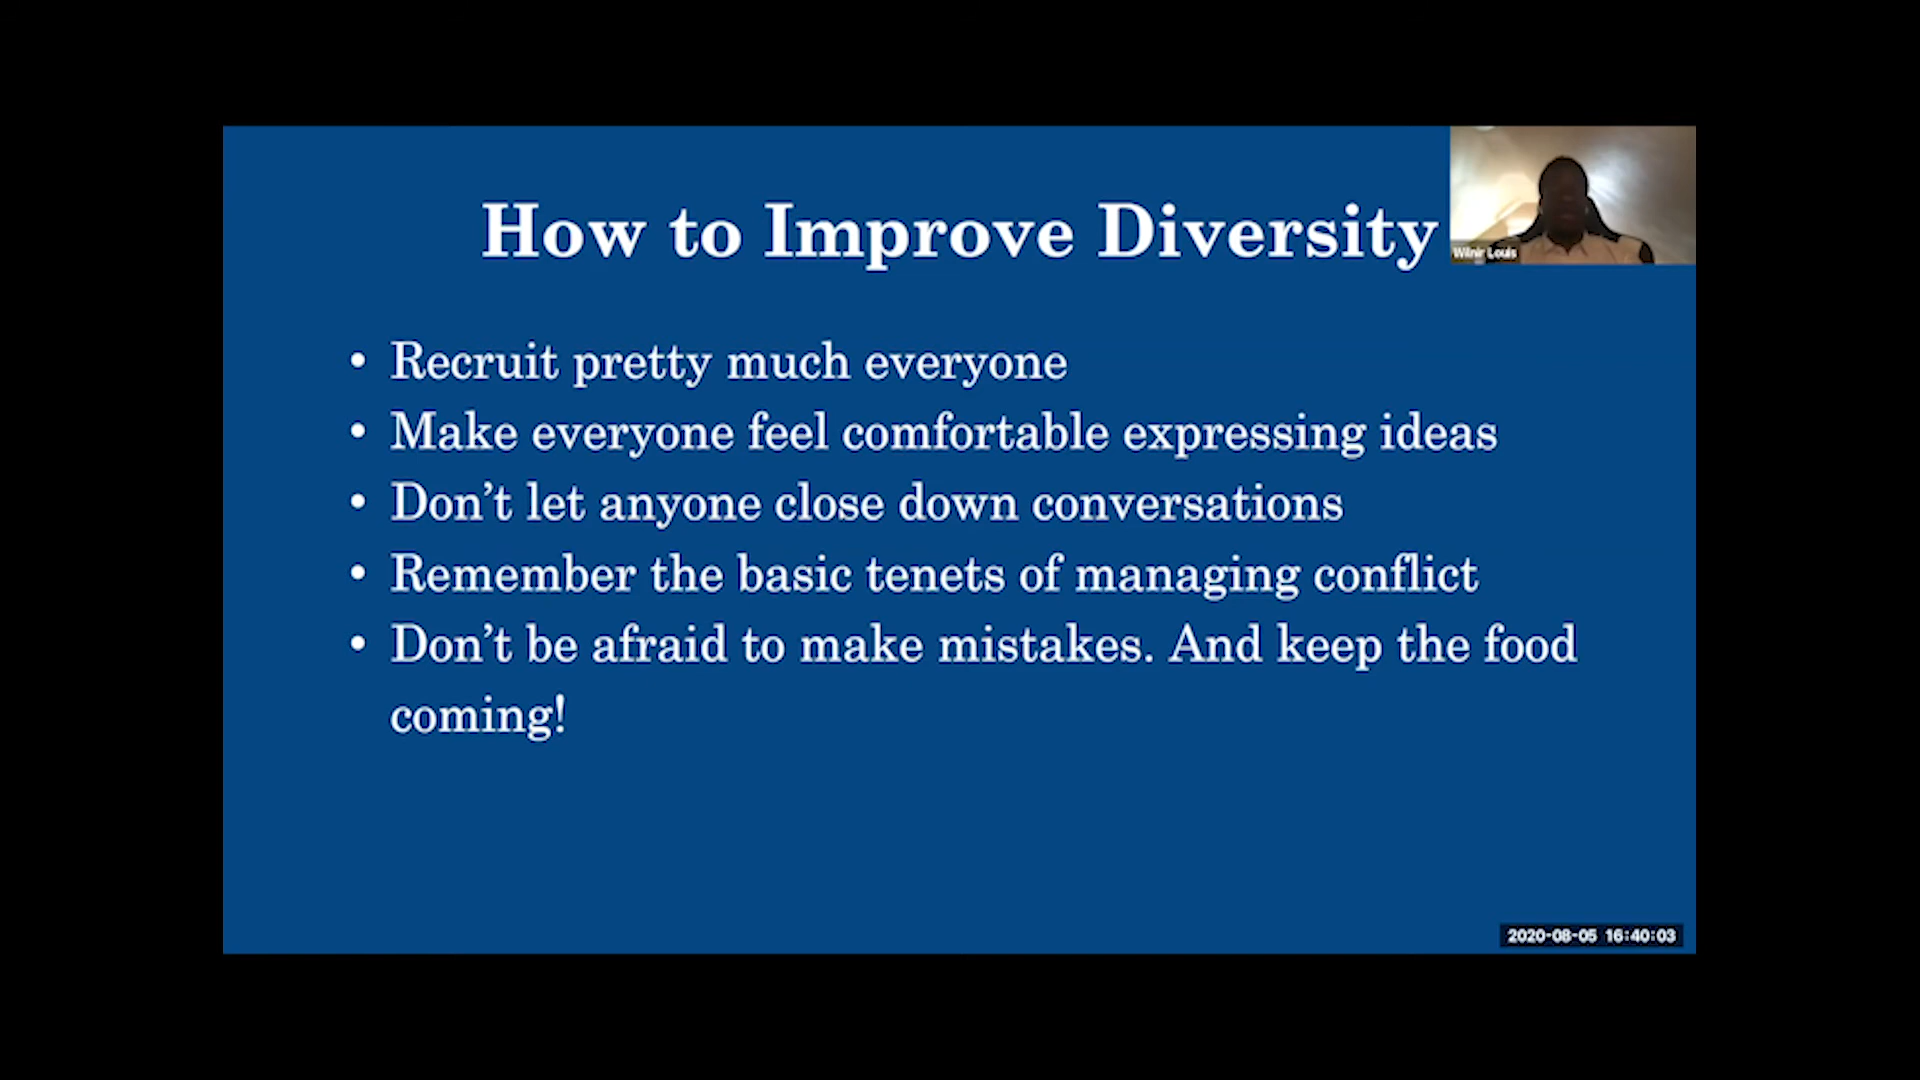 How to Improve Diversity
Wilnir Louis
• Recruit pretty much everyone
• Make everyone feel comfortable expressing ideas
• Don’t let anyone close down conversations
• Remember the basic tenets of managing conflict
• Don’t be afraid to make mistakes. And keep the food
coming!
2020-08-05 16:40:03